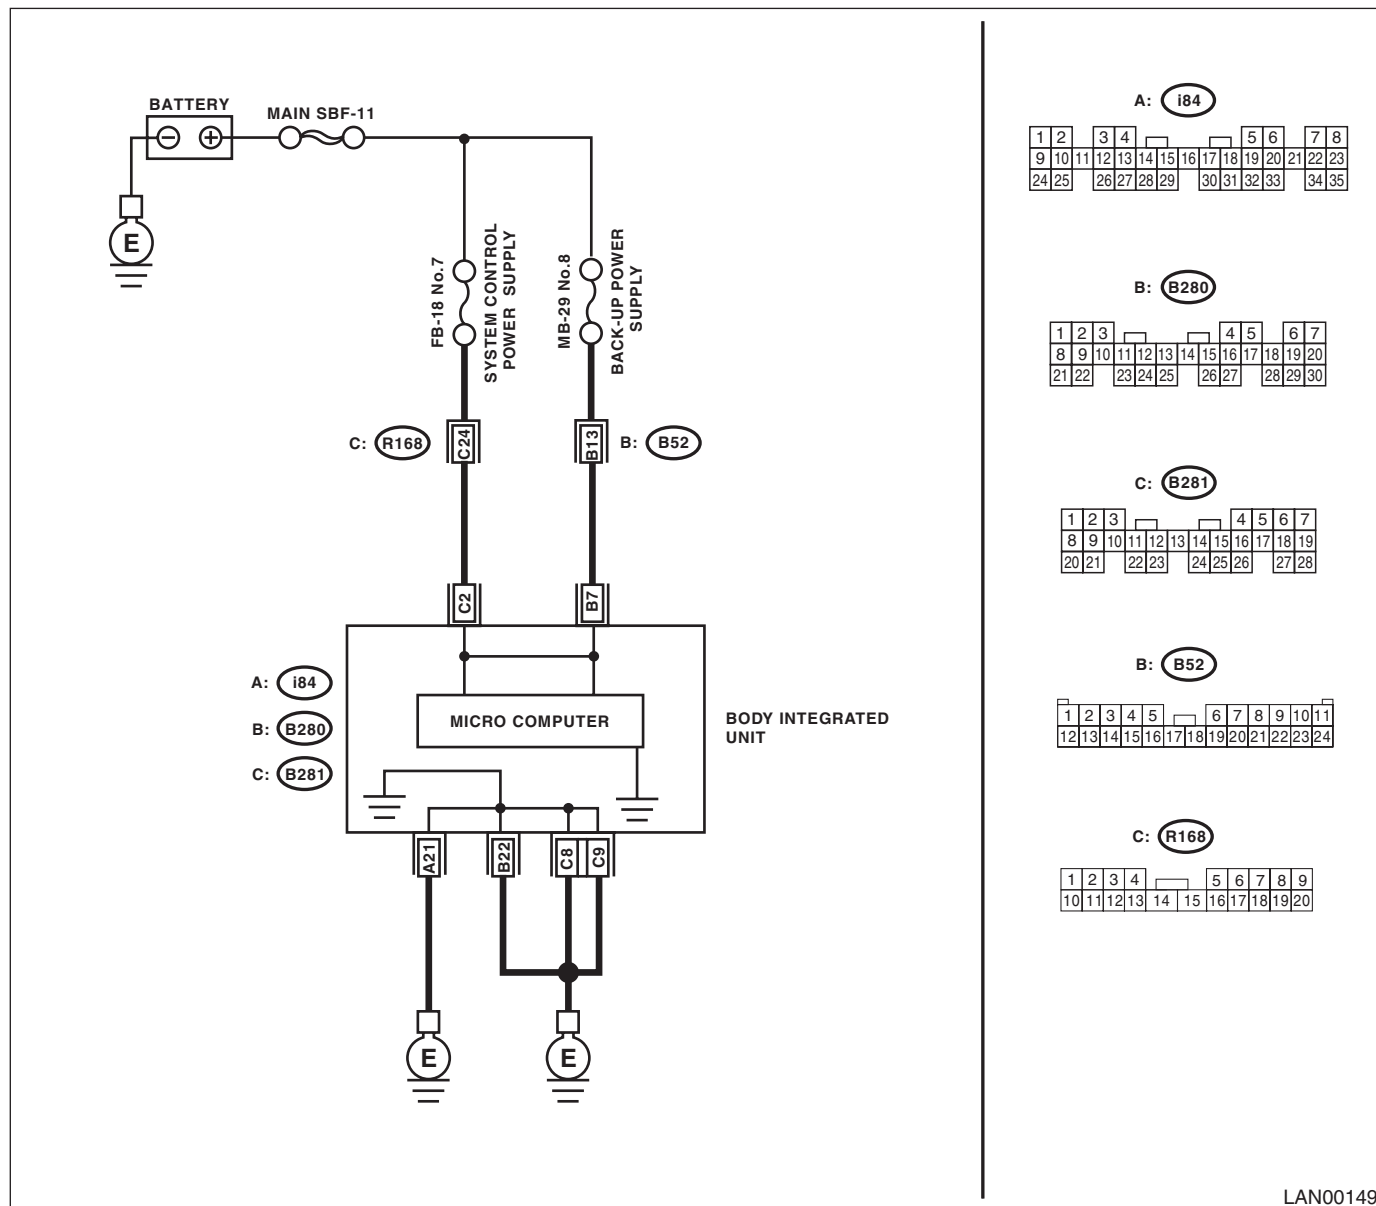 BATTERY
MAIN SBF-11
E
FB-18 No.7
SYSTEM CONTROL
POWER SUPPLY
MB-29 No.8
BACK-UP POWER
SUPPLY
C: R168
C24
B13
B: B52
C2
B7
A: i84
B: B280
C: B281
MICRO COMPUTER
BODY INTEGRATED
UNIT
A21
B22
C8
C9
E
E
A: i84
1 2 3 4 5 6 7 8
9 10 11 12 13 14 15 16 17 18 19 20 21 22 23
24 25 26 27 28 29 30 31 32 33 34 35
B: B280
1 2 3 4 5 6 7
8 9 10 11 12 13 14 15 16 17 18 19 20
21 22 23 24 25 26 27 28 29 30
C: B281
1 2 3 4 5 6 7
8 9 10 11 12 13 14 15 16 17 18 19
20 21 22 23 24 25 26 27 28
B: B52
1 2 3 4 5 6 7 8 9 10 11
12 13 14 15 16 17 18 19 20 21 22 23 24
C: R168
1 2 3 4 5 6 7 8 9
10 11 12 13 14 15 16 17 18 19 20
LAN00149